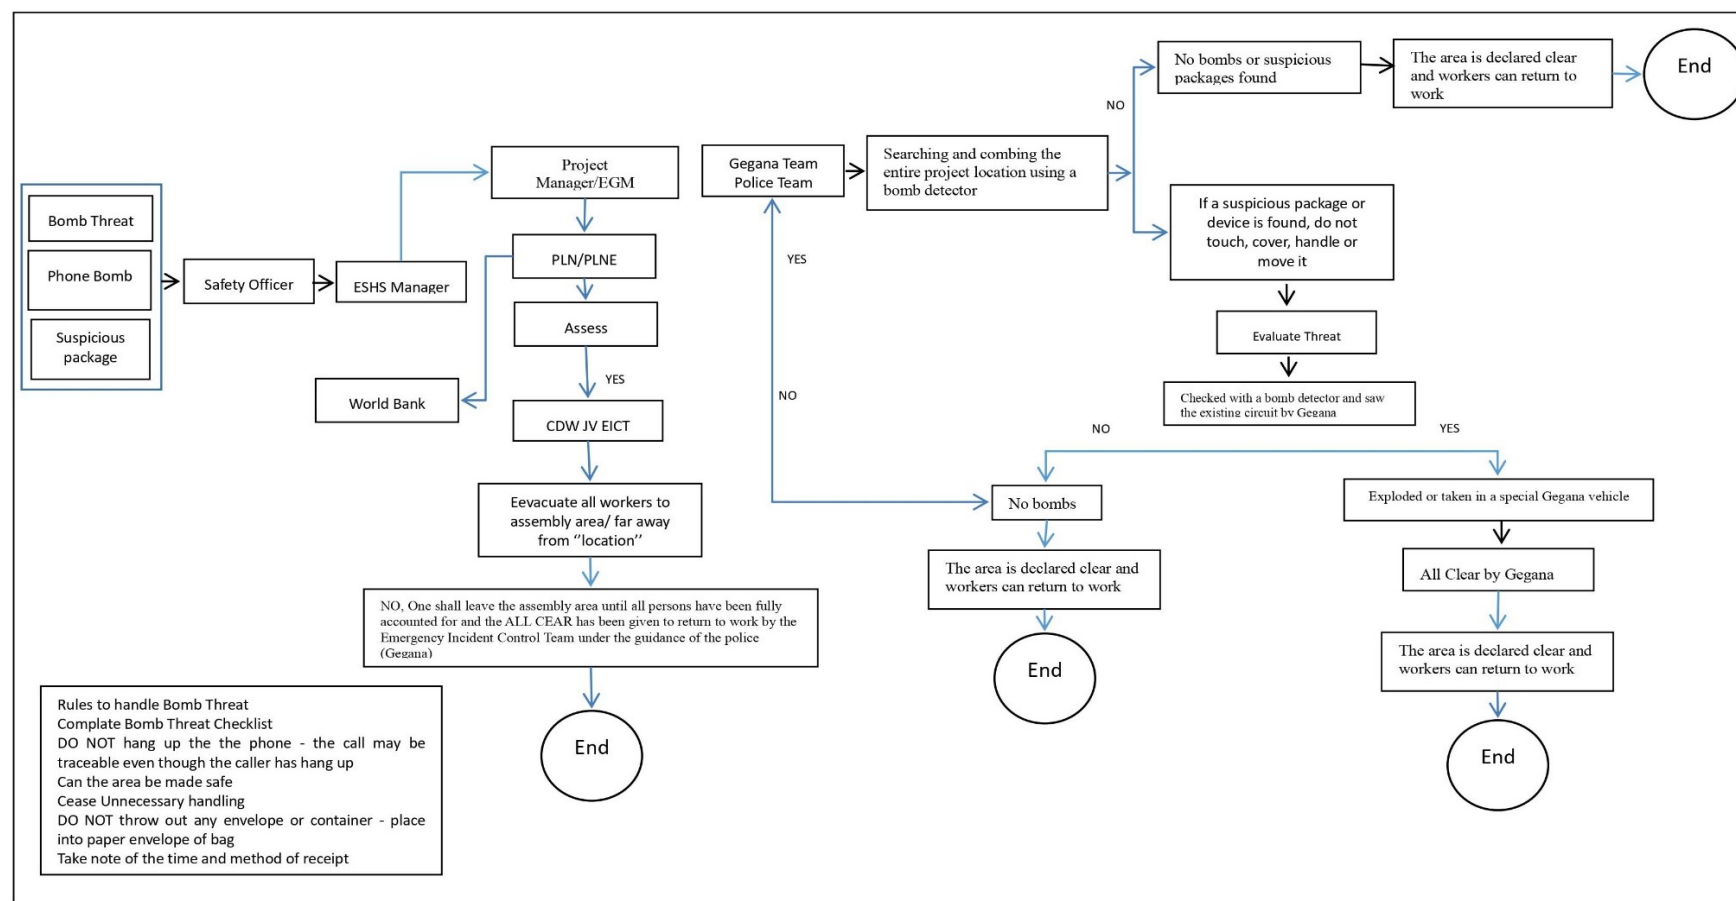 Bomb Threat
Phone Bomb
Suspicious
package
Safety Officer
ESHS Manager
Project
Manager/EGM
PLN/PLNE
Assess
YES
World Bank
CDW JV EICT
Eevacuate all workers to
assembly area/ far away
from ‘’location’’
NO, One shall leave the assembly area until all persons have been fully
accounted for and the ALL CEAR has been given to return to work by the
Emergency Incident Control Team under the guidance of the police
(Gegana)
End
Rules to handle Bomb Threat
Complate Bomb Threat Checklist
DO NOT hang up the the phone - the call may be
traceable even though the caller has hang up
Can the area be made safe
Cease Unnecessary handling
DO NOT throw out any envelope or container - place
into paper envelope of bag
Take note of the time and method of receipt
Gegana Team
Police Team
YES
NO
Searching and combing the
entire project location using a
bomb detector
NO
No bombs or suspicious
packages found
The area is declared clear
and workers can return to
work
End
If a suspicious package or
device is found, do not
touch, cover, handle or
move it
Evaluate Threat
Checked with a bomb detector and saw
the existing circuit by Gegana
NO
YES
No bombs
The area is declared clear and
workers can return to work
End
Exploded or taken in a special Gegana vehicle
All Clear by Gegana
The area is declared clear and
workers can return to work
End